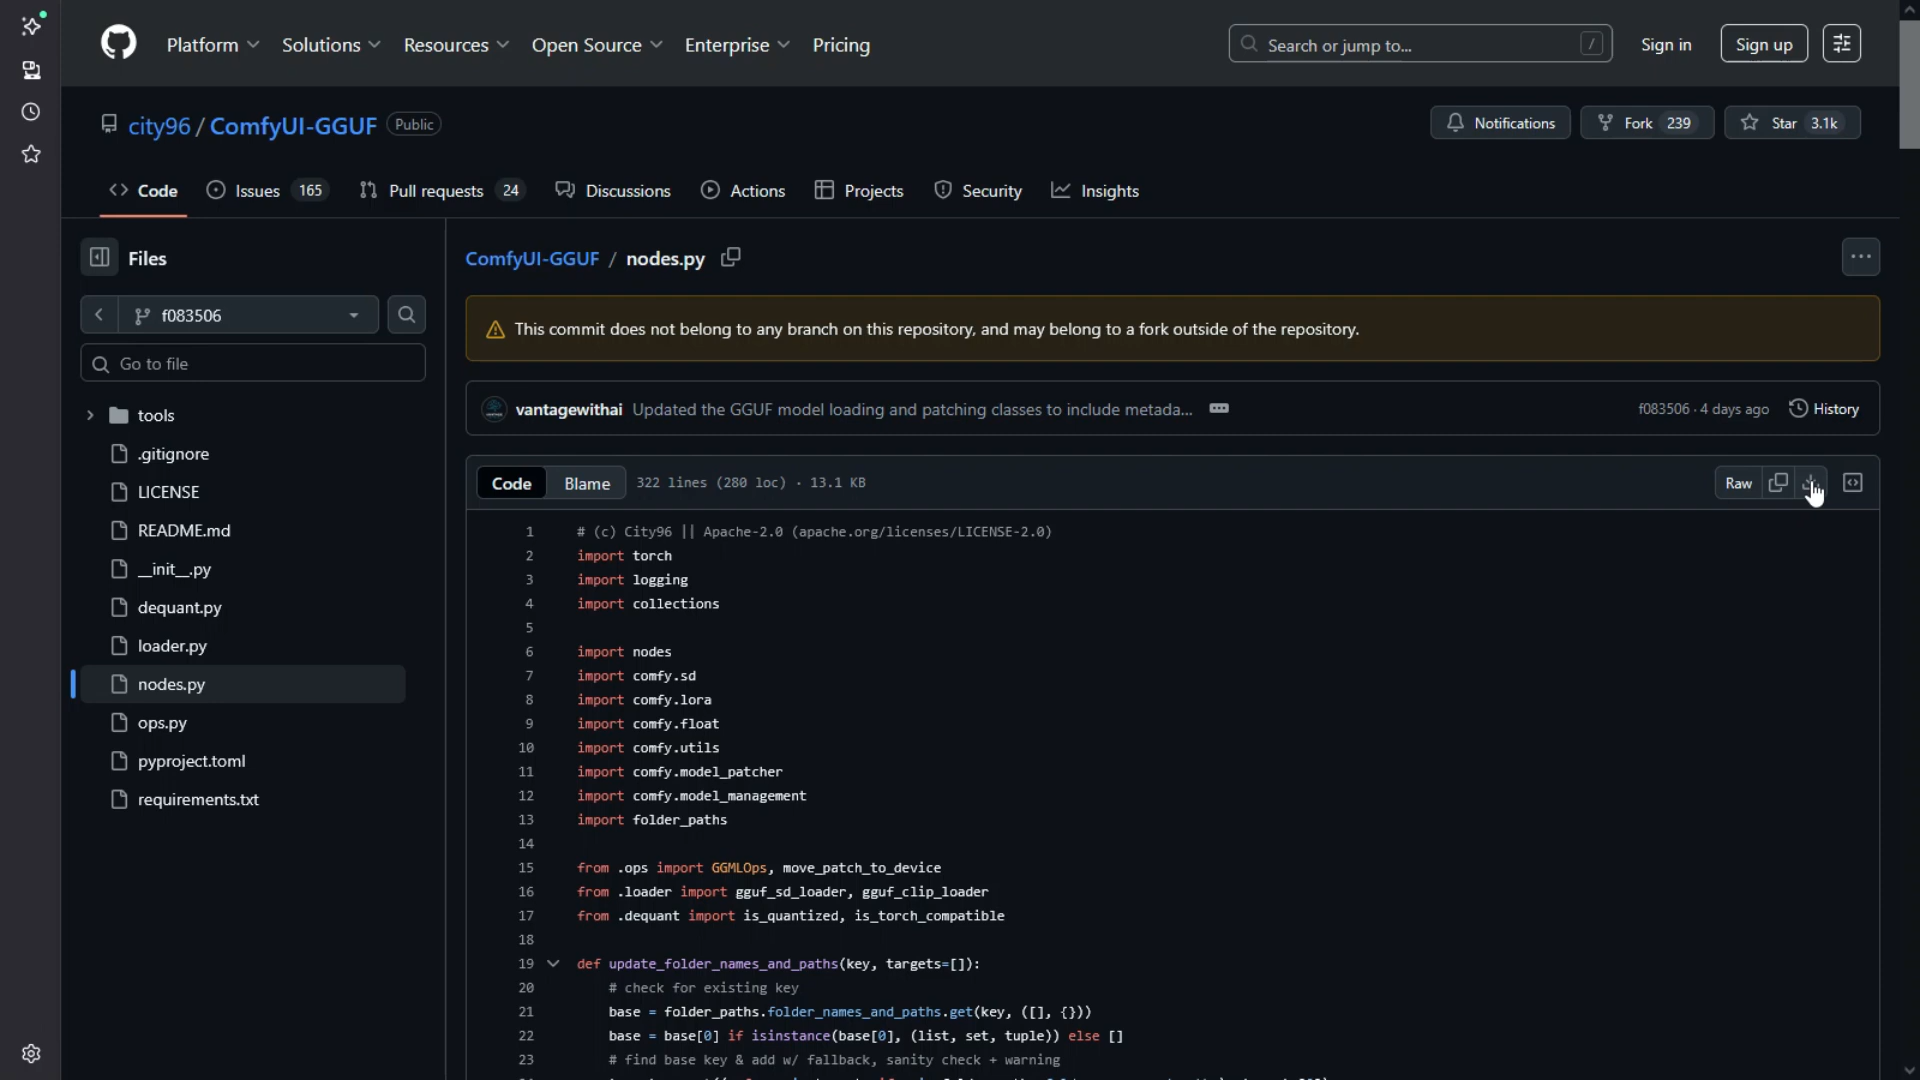 Platform Solutions Resources Open Source Enterprise Pricing Search or jump to... / Sign in Sign up
city96 / ComfyUI-GGUF Public Notifications Fork 239 Star 3.1k
Code Issues 165 Pull requests 24 Discussions Actions Projects Security Insights
Files
f083506
Go to file
tools
.gitignore
LICENSE
README.md
__init__.py
dequant.py
loader.py
nodes.py
ops.py
pyproject.toml
requirements.txt
ComfyUI-GGUF / nodes.py
This commit does not belong to any branch on this repository, and may belong to a fork outside of the repository.
vantagewithai Updated the GGUF model loading and patching classes to include metada... f083506 · 4 days ago History
Code Blame 322 lines (280 loc) · 13.1 KB Raw
1 # (c) City96 || Apache-2.0 (apache.org/licenses/LICENSE-2.0)
2 import torch
3 import logging
4 import collections
5
6 import nodes
7 import comfy.sd
8 import comfy.lora
9 import comfy.float
10 import comfy.utils
11 import comfy.model_patcher
12 import comfy.model_management
13 import folder_paths
14
15 from .ops import GGMLOps, move_patch_to_device
16 from .loader import gguf_sd_loader, gguf_clip_loader
17 from .dequant import is_quantized, is_torch_compatible
18
19 def update_folder_names_and_paths(key, targets=[]):
20 # check for existing key
21 base = folder_paths.folder_names_and_paths.get(key, ([], {}))
22 base = base[0] if isinstance(base[0], (list, set, tuple)) else []
23 # find base key & add w/ fallback, sanity check + warning